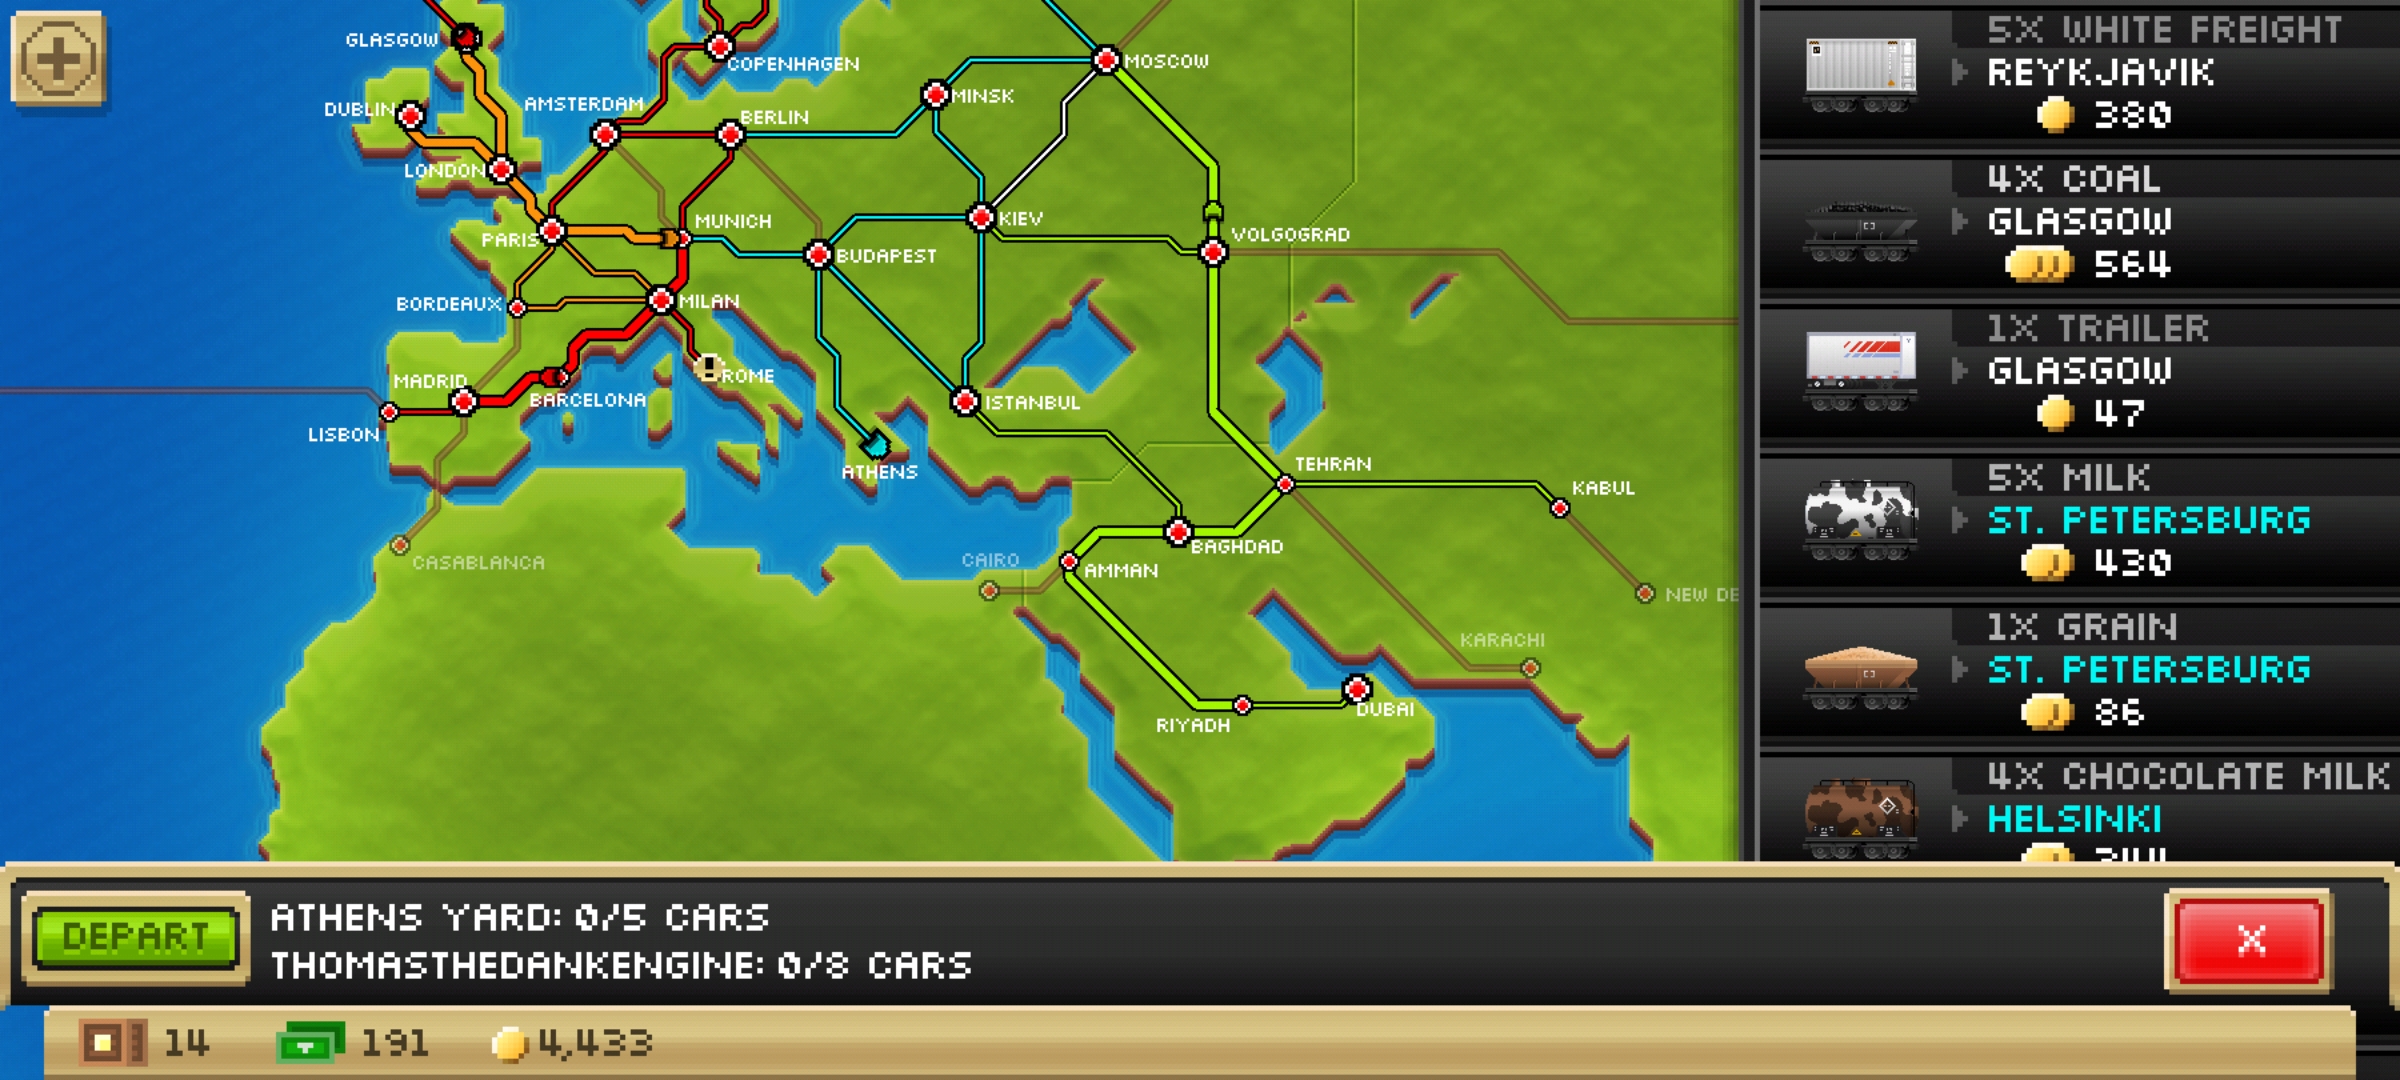 GLASGOW
COPENHAGEN
MOSCOW
DUBLIN
AMSTERDAM
BERLIN
MINSK
LONDON
PARIS
MUNICH
KIEV
BUDAPEST
VOLGOGRAD
BORDEAUX
MILAN
MADRID
ROME
BARCELONA
ISTANBUL
LISBON
ATHENS
TEHRAN
KABUL
CASABLANCA
CAIRO
BAGHDAD
AMMAN
NEW DE
KARACHI
RIYADH
DUBAI
5X WHITE FREIGHT
REYKJAVIK
380
4X COAL
GLASGOW
564
1X TRAILER
GLASGOW
47
5X MILK
ST. PETERSBURG
430
1X GRAIN
ST. PETERSBURG
86
4X CHOCOLATE MILK
HELSINKI
DEPART
ATHENS YARD: 0/5 CARS
THOMASTHEDANKENGINE: 0/8 CARS
X
14
191
4,433